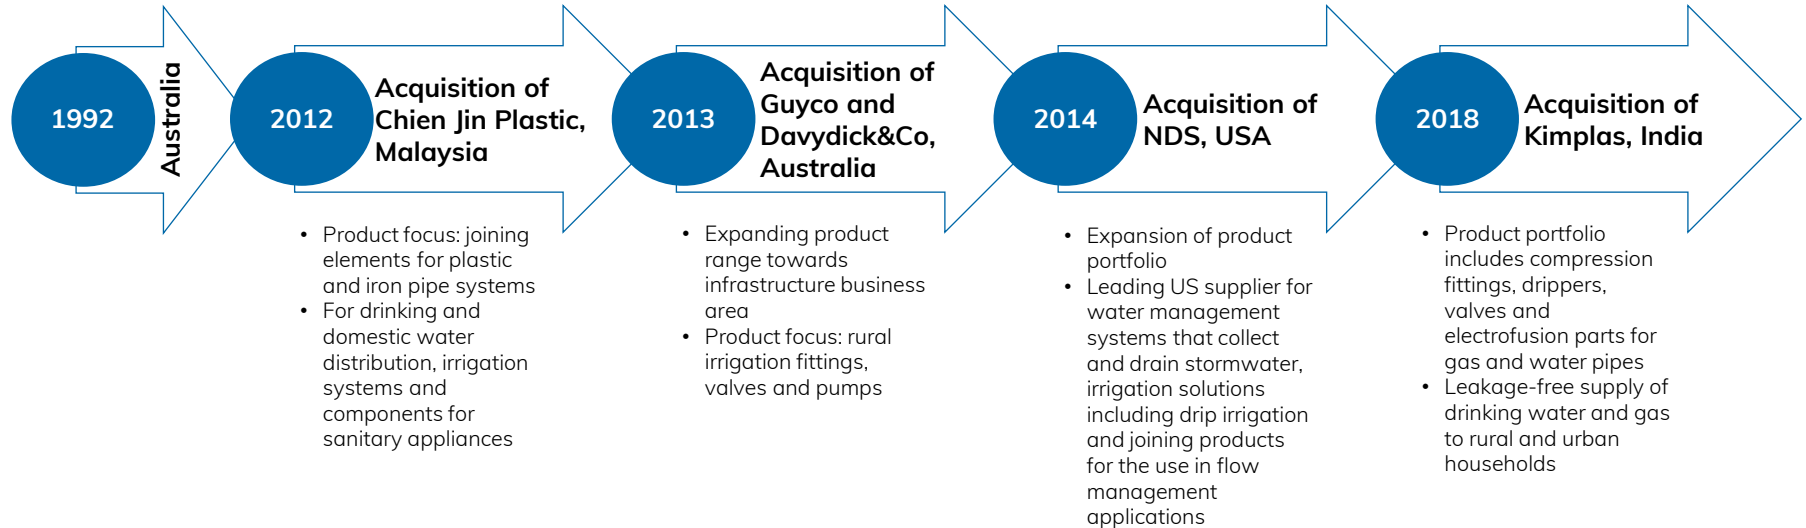 1992
Australia
2012
Acquisition of
Chien Jin Plastic,
Malaysia
• Product focus: joining
elements for plastic
and iron pipe systems
• For drinking and
domestic water
distribution, irrigation
systems and
components for
sanitary appliances
2013
Acquisition of
Guyco and
Davydick&Co,
Australia
• Expanding product
range towards
infrastructure business
area
• Product focus: rural
irrigation fittings,
valves and pumps
2014
Acquisition of
NDS, USA
• Expansion of product
portfolio
• Leading US supplier for
water management
systems that collect
and drain stormwater,
irrigation solutions
including drip irrigation
and joining products
for the use in flow
management
applications
2018
Acquisition of
Kimplas, India
• Product portfolio
includes compression
fittings, drippers,
valves and
electrofusion parts for
gas and water pipes
• Leakage-free supply of
drinking water and gas
to rural and urban
households